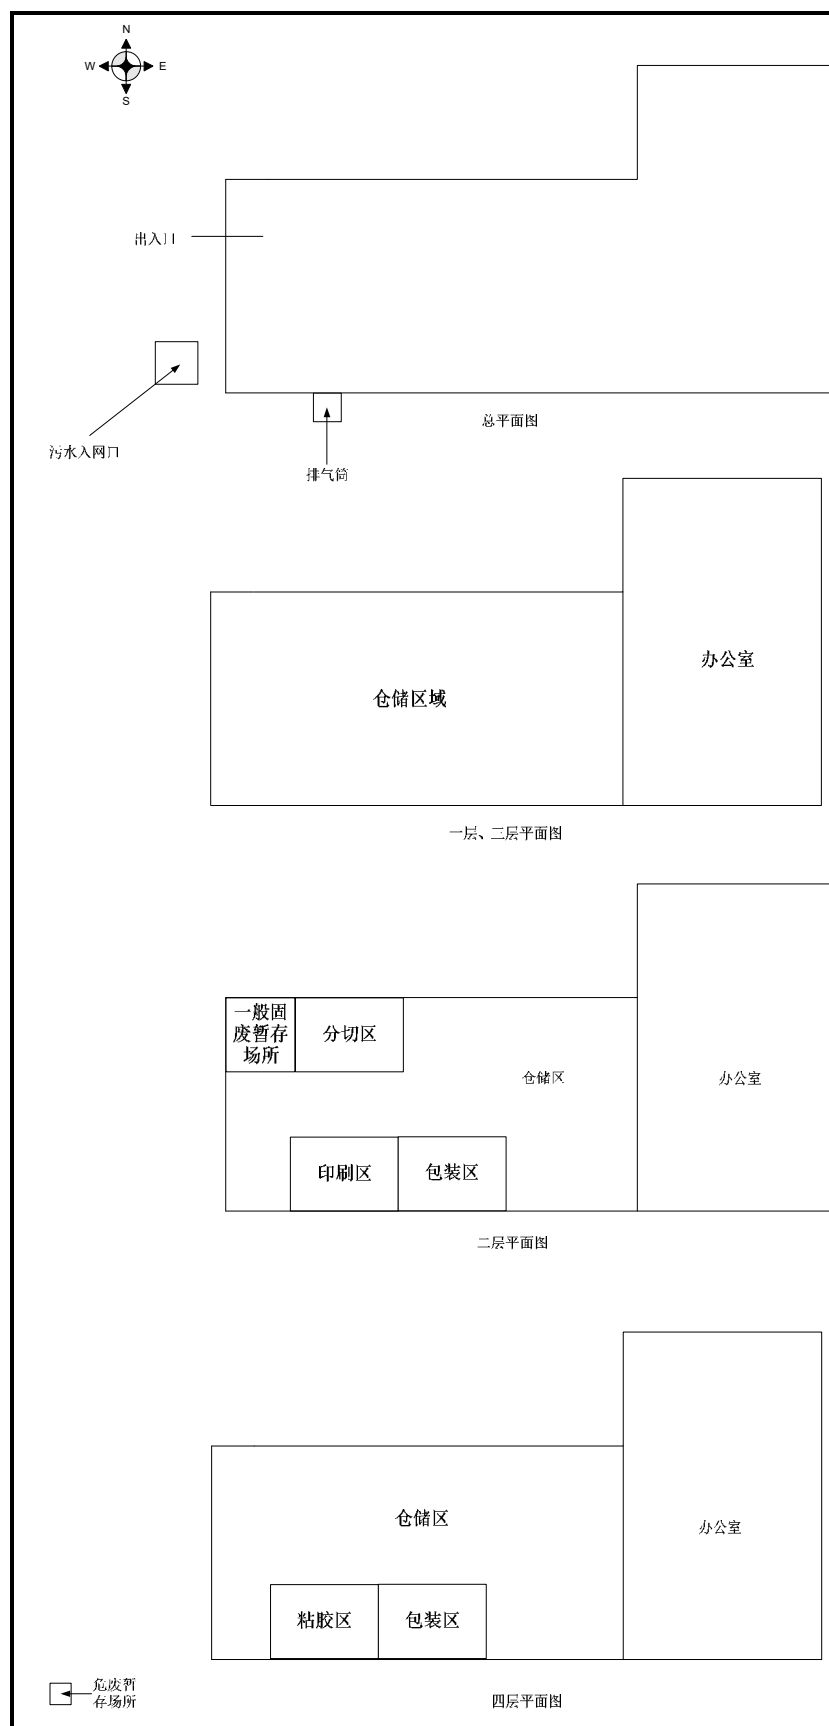 N
W E
S
出入口
污水入网口
排气筒
总平面图
仓储区域
办公室
一层、三层平面图
一般固
废暂存
场所
分切区
仓储区
办公室
印刷区
包装区
二层平面图
仓储区
办公室
粘胶区
包装区
危废暂
存场所
四层平面图